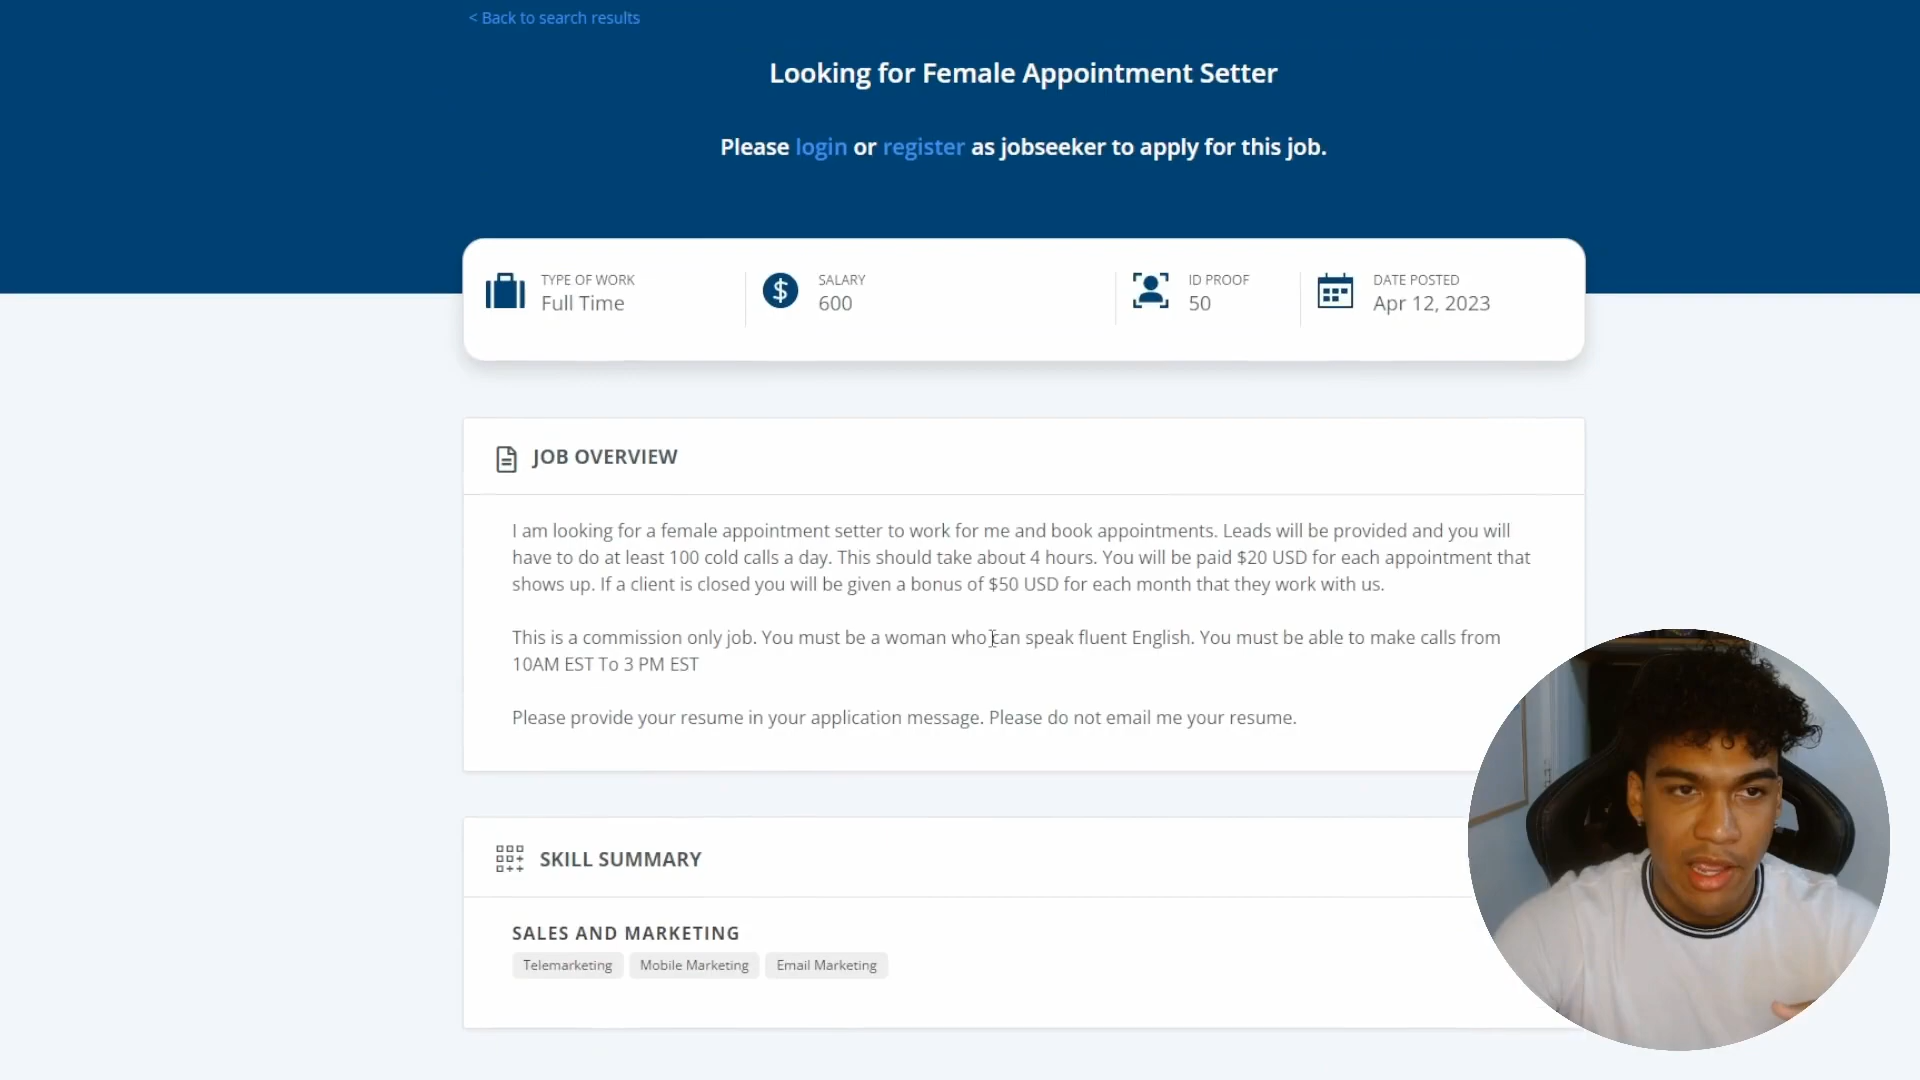 < Back to search results
Looking for Female Appointment Setter
Please login or register as jobseeker to apply for this job.
TYPE OF WORK
Full Time
SALARY
600
ID PROOF
50
DATE POSTED
Apr 12, 2023
JOB OVERVIEW
I am looking for a female appointment setter to work for me and book appointments. Leads will be provided and you will
have to do at least 100 cold calls a day. This should take about 4 hours. You will be paid $20 USD for each appointment that
shows up. If a client is closed you will be given a bonus of $50 USD for each month that they work with us.
This is a commission only job. You must be a woman who can speak fluent English. You must be able to make calls from
10AM EST To 3 PM EST
Please provide your resume in your application message. Please do not email me your resume.
SKILL SUMMARY
SALES AND MARKETING
Telemarketing Mobile Marketing Email Marketing